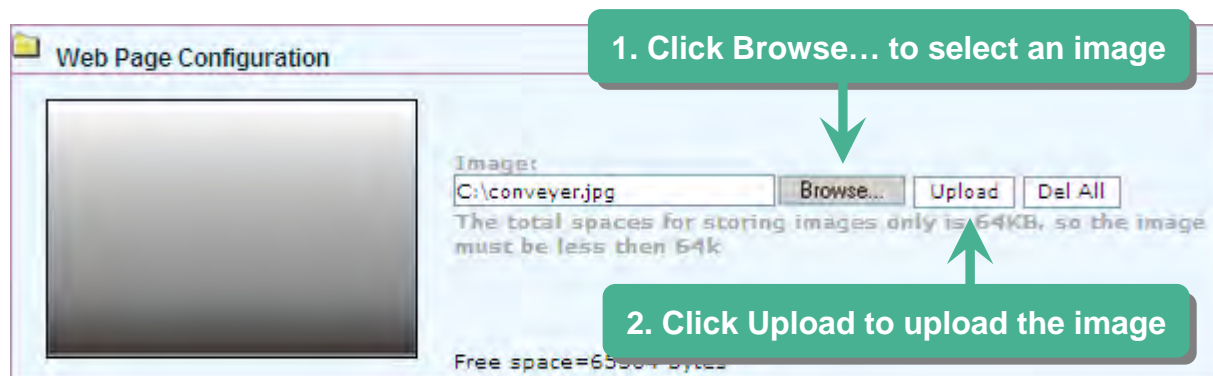 1. Click Browse… to select an image
Web Page Configuration
Image:
C:\conveyer.jpg Browse... Upload Del All
The total spaces for storing images only is 64KB, so the image
must be less then 64k
2. Click Upload to upload the image
Free space=